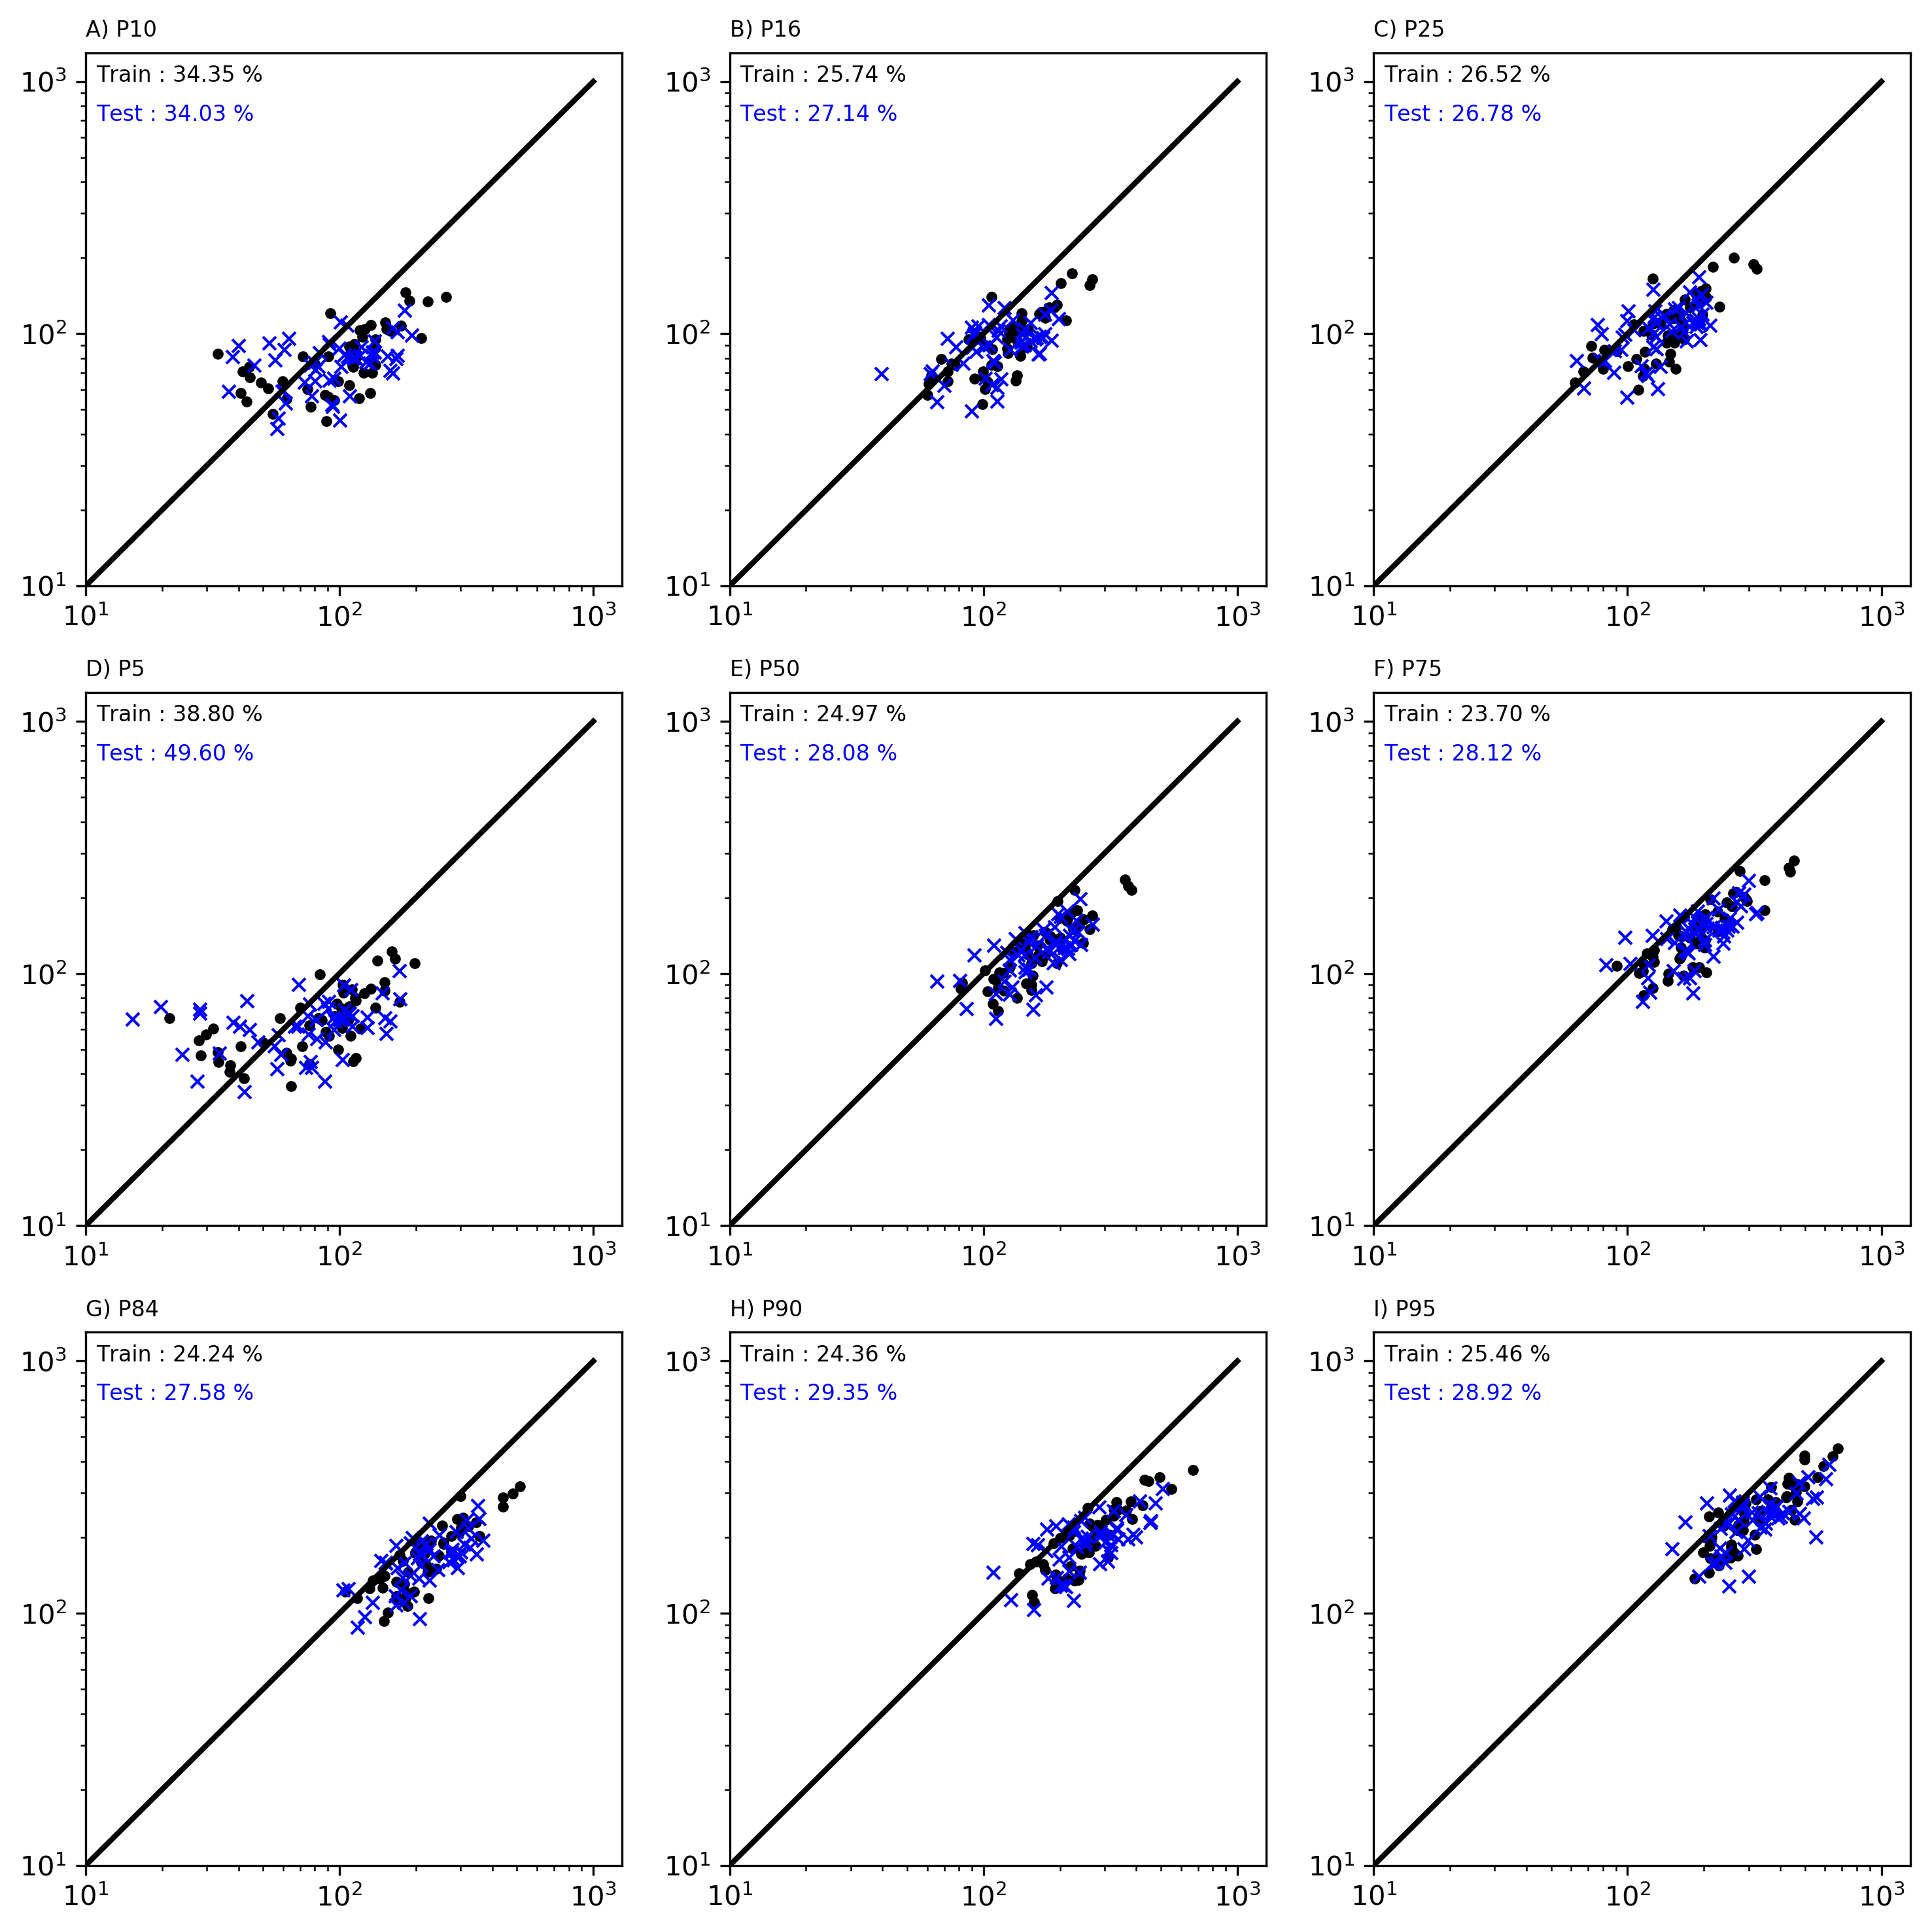 A) P10
Train : 34.35 %
Test : 34.03 %
10³
10²
10¹
10¹ 10² 10³
B) P16
Train : 25.74 %
Test : 27.14 %
10³
10²
10¹
10¹ 10² 10³
C) P25
Train : 26.52 %
Test : 26.78 %
10³
10²
10¹
10¹ 10² 10³
D) P5
Train : 38.80 %
Test : 49.60 %
10³
10²
10¹
10¹ 10² 10³
E) P50
Train : 24.97 %
Test : 28.08 %
10³
10²
10¹
10¹ 10² 10³
F) P75
Train : 23.70 %
Test : 28.12 %
10³
10²
10¹
10¹ 10² 10³
G) P84
Train : 24.24 %
Test : 27.58 %
10³
10²
10¹
10¹ 10² 10³
H) P90
Train : 24.36 %
Test : 29.35 %
10³
10²
10¹
10¹ 10² 10³
I) P95
Train : 25.46 %
Test : 28.92 %
10³
10²
10¹
10¹ 10² 10³